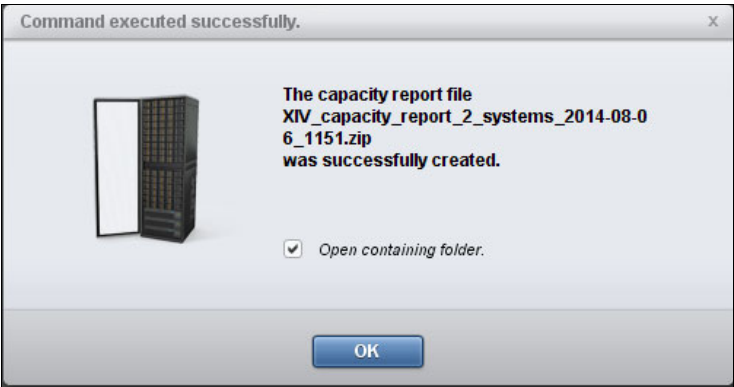 Command executed successfully.
x
The capacity report file
XIV_capacity_report_2_systems_2014-08-0
6_1151.zip
was successfully created.
Open containing folder.
OK